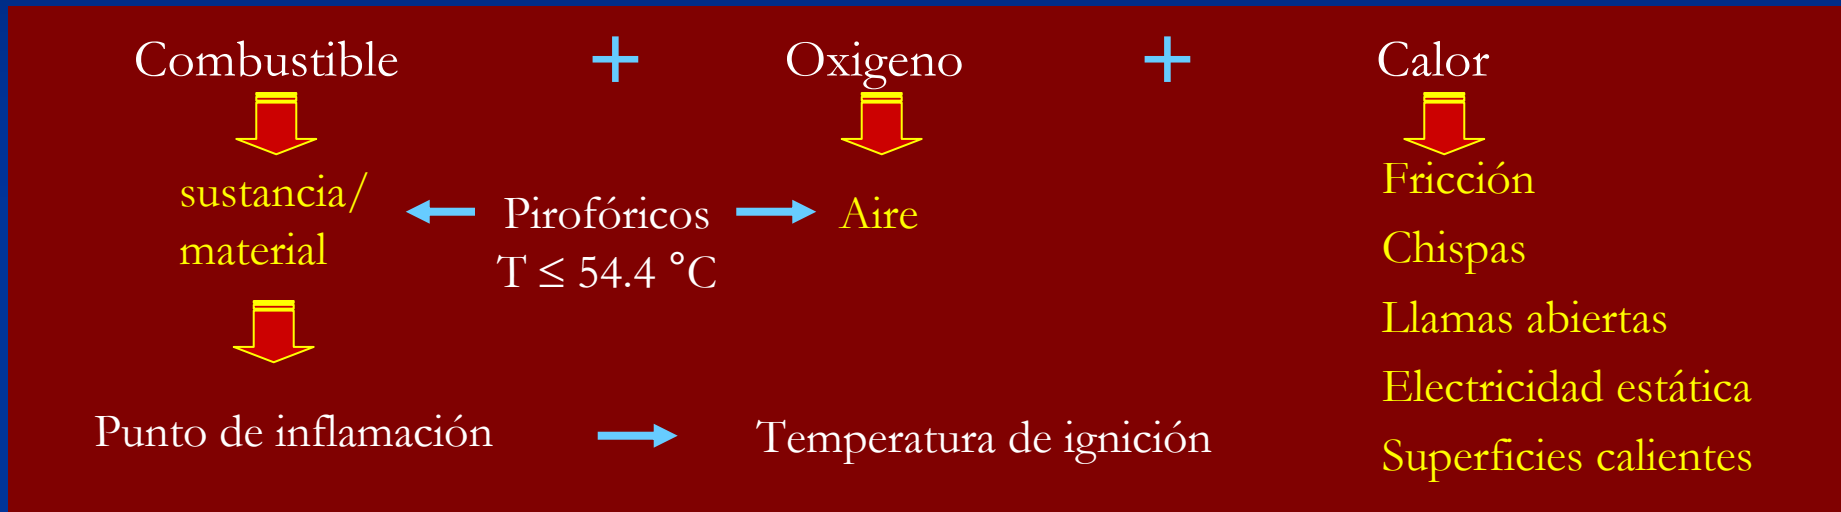 Combustible + Oxigeno + Calor
sustancia/
material
Pirofóricos
T ≤ 54.4 °C
Aire
Fricción
Chispas
Llamas abiertas
Electricidad estática
Superficies calientes
Punto de inflamación
Temperatura de ignición